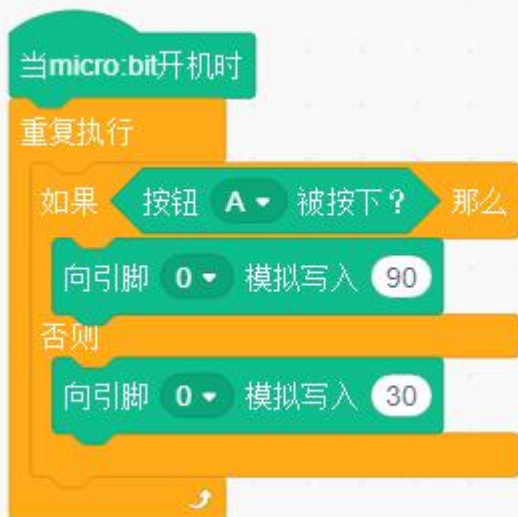 当micro:bit开机时
重复执行
如果 按钮 A 被按下？ 那么
向引脚 0 模拟写入 90
否则
向引脚 0 模拟写入 30